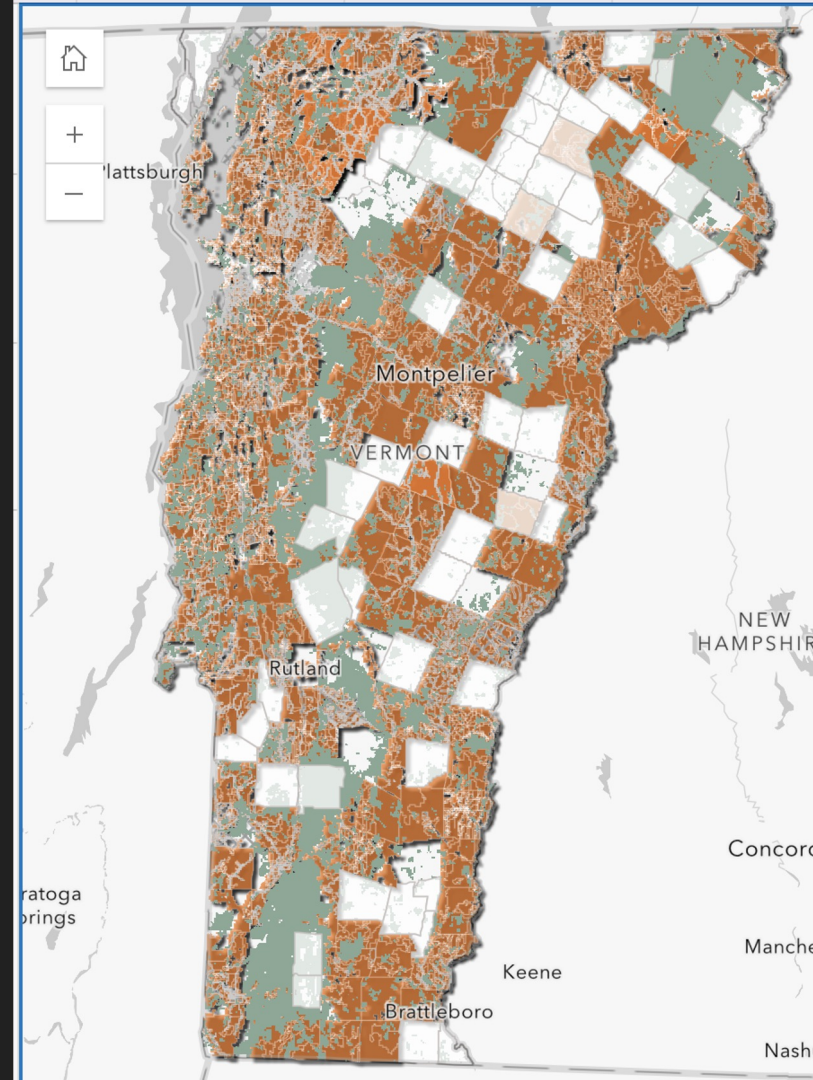 +
−
Plattsburgh
Montpelier
VERMONT
NEW
HAMPSHIR
Rutland
Concord
ratoga
prings
Manche
Keene
Brattleboro
Nash